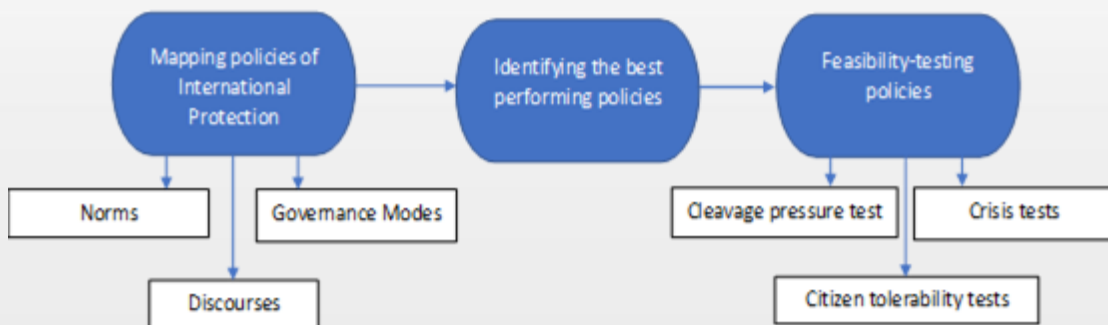 Mapping policies of
International
Protection
Identifying the best
performing policies
Feasibility-testing
policies
Norms
Governance Modes
Discourses
Cleavage pressure test
Crisis tests
Citizen tolerability tests